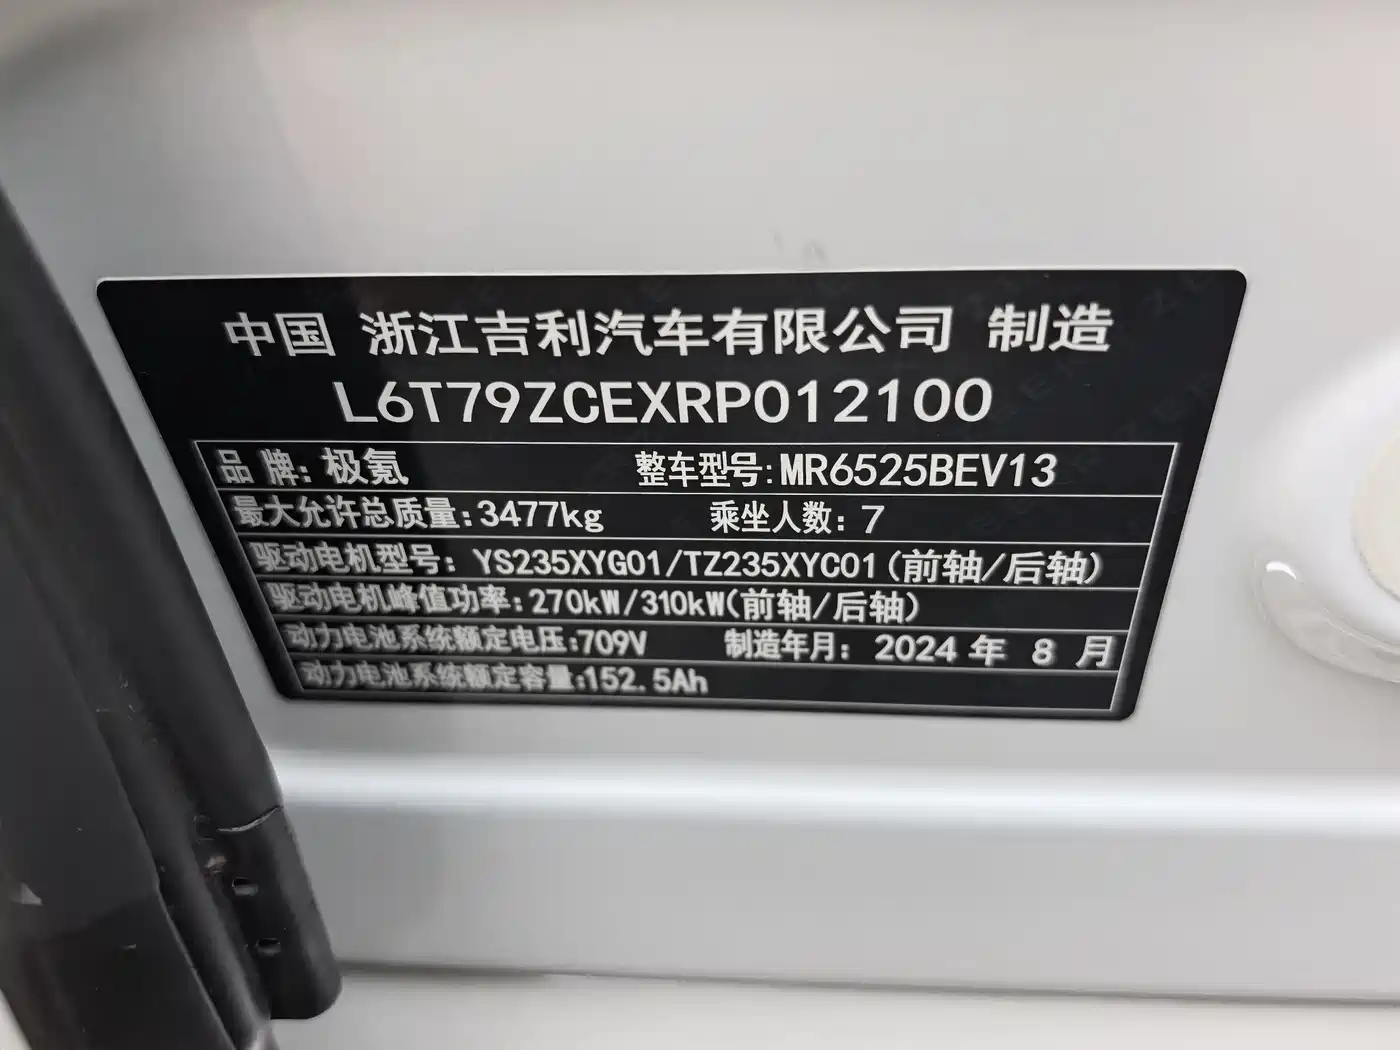 中国 浙江吉利汽车有限公司 制造
L6T79ZCEXRP012100
品 牌: 极氪 整车型号: MR6525BEV13
最大允许总质量: 3477kg 乘坐人数: 7
驱动电机型号: YS235XYG01/TZ235XYC01(前轴/后轴)
驱动电机峰值功率: 270kW/310kW(前轴/后轴)
动力电池系统额定电压: 709V 制造年月: 2024 年 8 月
动力电池系统额定容量: 152.5Ah